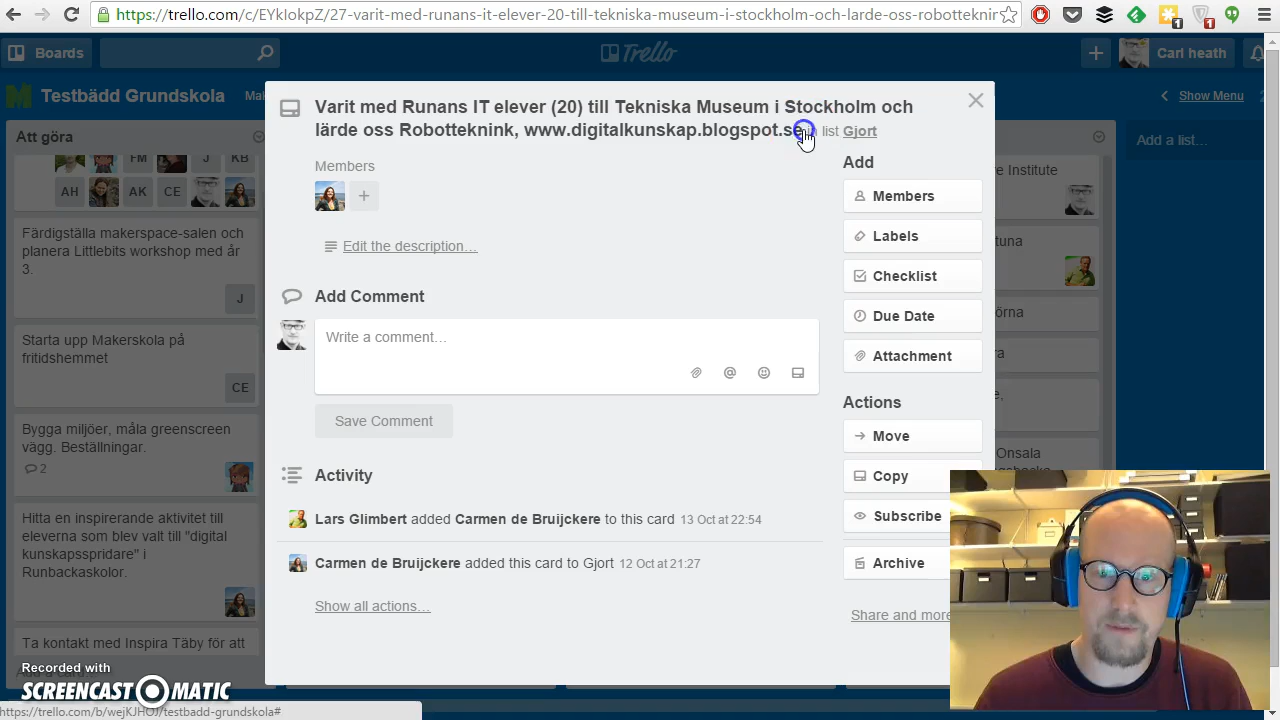 https://trello.com/c/EYklokpZ/27-varit-med-runans-it-elever-20-till-tekniska-museum-i-stockholm-och-larde-oss-robottekni
Boards
Trello
Carl heath
Testbädd Grundskola
Show Menu
Att göra
FM
JL
KB
AH
AK
CE
Färdigställa makerspace-salen och
planera Littlebits workshop med år
3.
J
Starta upp Makerskola på
fritidshemmet
CE
Bygga miljöer, måla greenscreen
vägg. Beställningar.
2
Hitta en inspirerande aktivitet till
eleverna som blev valt till "digital
kunskapsspridare" i
Runbackaskolor.
Ta kontakt med Inspira Täby för att
Varit med Runans IT elever (20) till Tekniska Museum i Stockholm och
lärde oss Robotteknink, www.digitalkunskap.blogspot.se in list Gjort
Members
Edit the description…
Add Comment
Write a comment…
Save Comment
Activity
Lars Glimbert added Carmen de Bruijckere to this card 13 Oct at 22:54
Carmen de Bruijckere added this card to Gjort 12 Oct at 21:27
Show all actions…
Add
Members
Labels
Checklist
Due Date
Attachment
Actions
Move
Copy
Subscribe
Archive
Share and more
Add a list…
Institute
Onsala
Recorded with
SCREENCAST-O-MATIC
https://trello.com/b/wejKJHOJ/testbadd-grundskola#